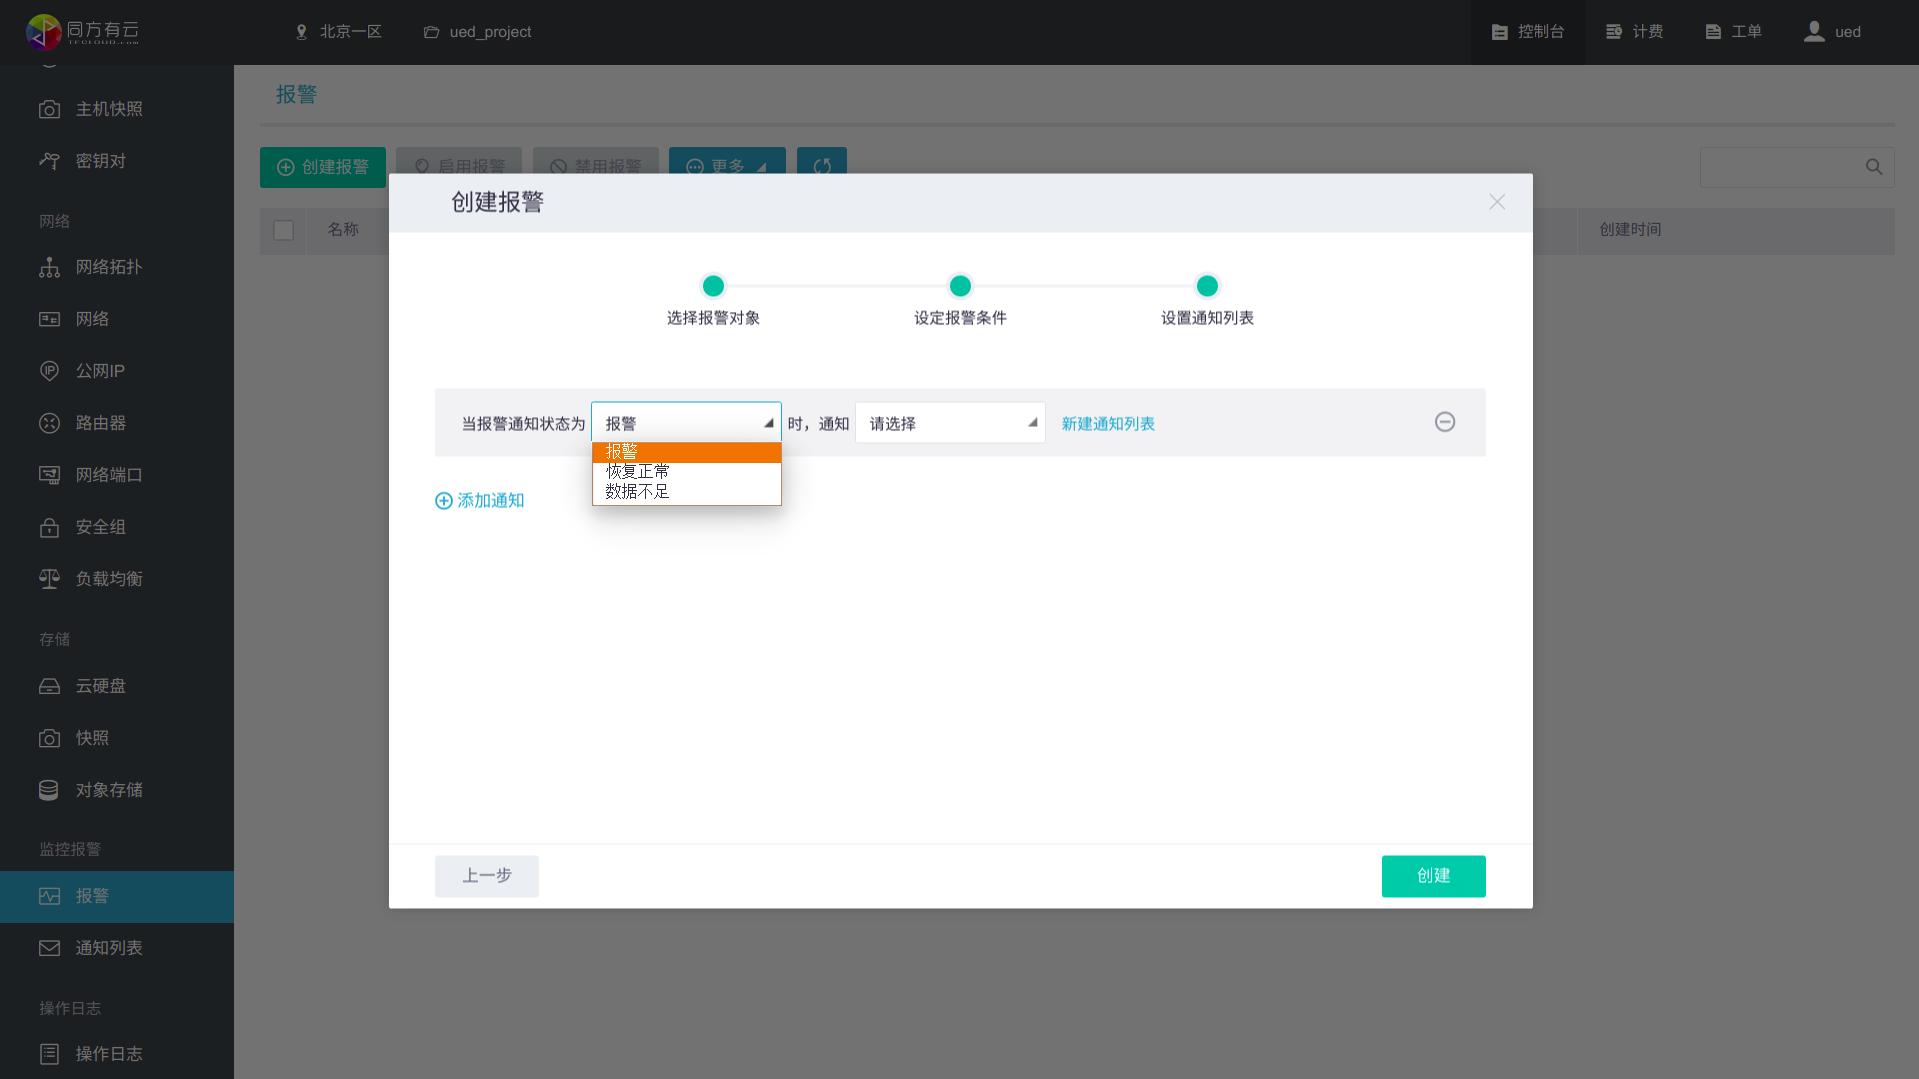 同方有云
TFCLOUD.com
北京一区
ued_project
控制台
计费
工单
ued
主机快照
密钥对
网络
网络拓扑
网络
公网IP
路由器
网络端口
安全组
负载均衡
存储
云硬盘
快照
对象存储
监控报警
报警
通知列表
操作日志
操作日志
报警
创建报警
启用报警
禁用报警
更多
名称
创建时间
创建报警
选择报警对象
设定报警条件
设置通知列表
当报警通知状态为
报警
时，通知
请选择
新建通知列表
报警
恢复正常
数据不足
添加通知
上一步
创建